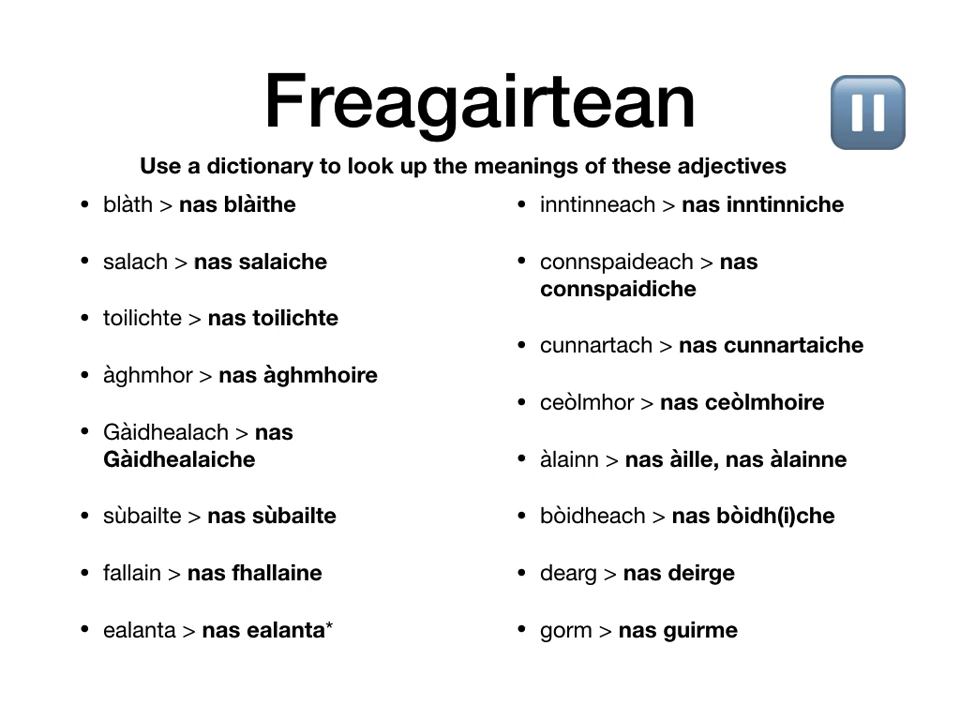 Freagairtean
Use a dictionary to look up the meanings of these adjectives
• blàth > nas blàithe
• salach > nas salaiche
• toilichte > nas toilichte
• àghmhor > nas àghmhoire
• Gàidhealach > nas
Gàidhealaiche
• sùbailte > nas sùbailte
• fallain > nas fhallaine
• ealanta > nas ealanta*
• inntinneach > nas inntinniche
• connspaideach > nas
connspaidiche
• cunnartach > nas cunnartaiche
• ceòlmhor > nas ceòlmhoire
• àlainn > nas àille, nas àlainne
• bòidheach > nas bòidh(i)che
• dearg > nas deirge
• gorm > nas guirme